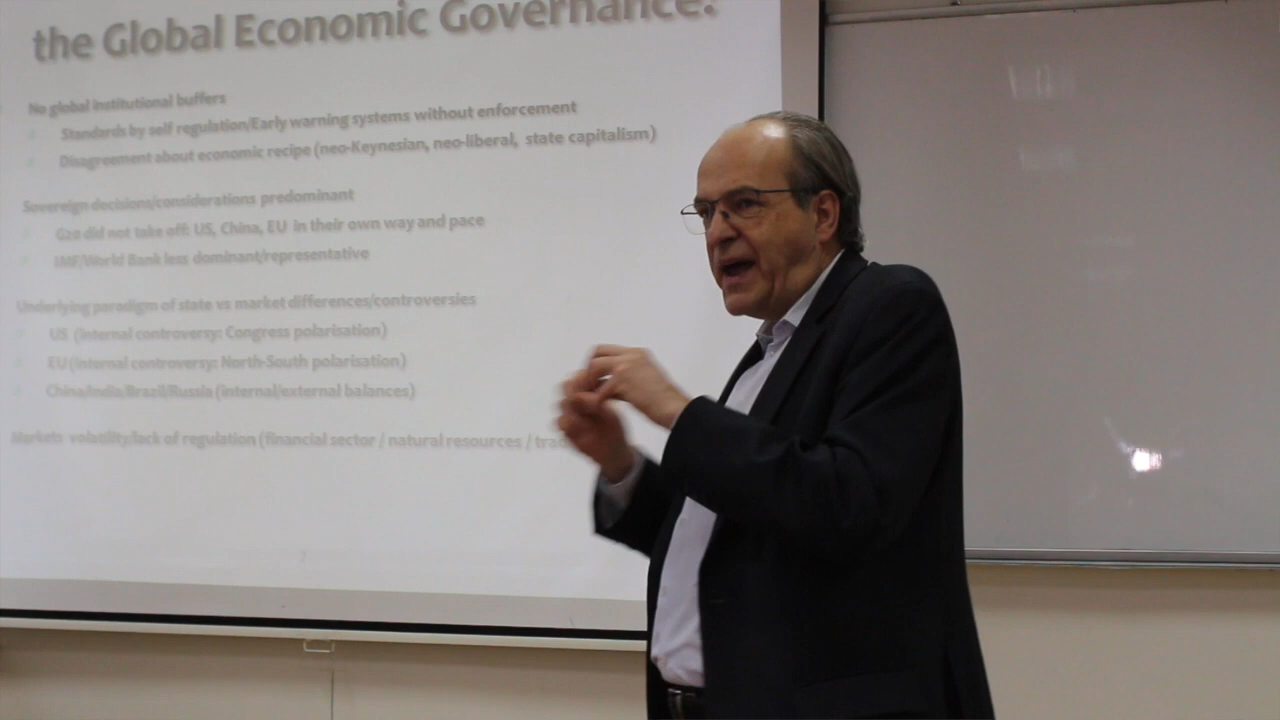 the Global Economic Governance:
No global institutional buffers
Standards by self regulation/Early warning systems without enforcement
Disagreement about economic recipe (neo-Keynesian, neo-liberal, state capitalism)
Sovereign decisions/considerations predominant
G20 did not take off: US, China, EU in their own way and pace
IMF/World Bank less dominant/representative
Underlying paradigm of state vs market differences/controversies
US (internal controversy: Congress polarisation)
EU (internal controversy: North-South polarisation)
China/India/Brazil/Russia (internal/external balances)
Markets volatility/lack of regulation (financial sector / natural resources /